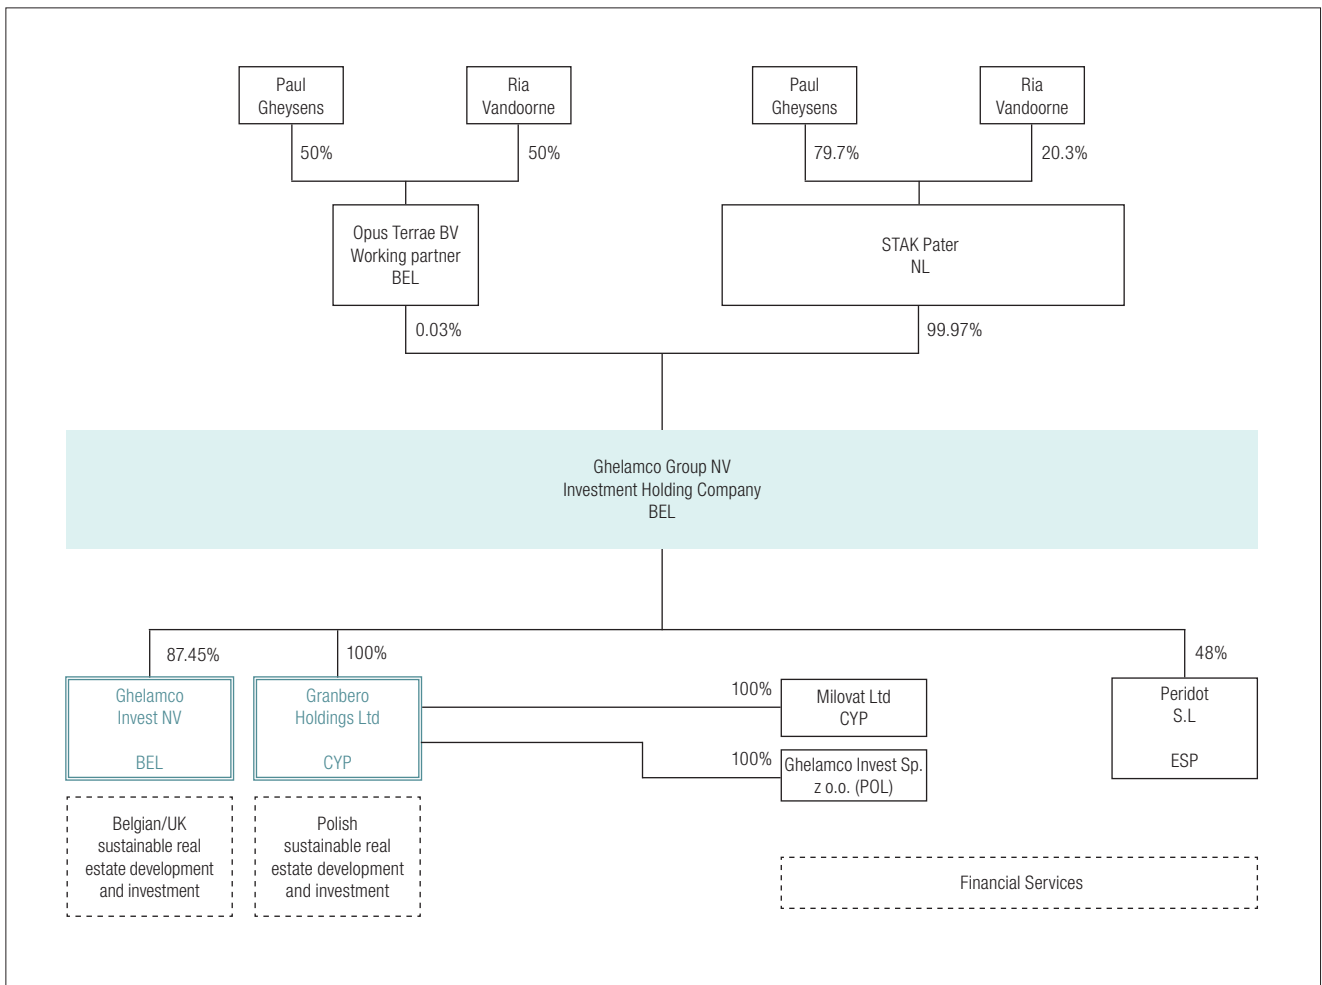 Paul
Gheysens
Ria
Vandoorne
Paul
Gheysens
Ria
Vandoorne
50%
50%
79.7%
20.3%
Opus Terrae BV
Working partner
BEL
STAK Pater
NL
0.03%
99.97%
Ghelamco Group NV
Investment Holding Company
BEL
87.45%
100%
48%
Ghelamco
Invest NV
BEL
Granbero
Holdings Ltd
CYP
100%
Milovat Ltd
CYP
100%
Ghelamco Invest Sp.
z o.o. (POL)
Peridot
S.L
ESP
Belgian/UK
sustainable real
estate development
and investment
Polish
sustainable real
estate development
and investment
Financial Services